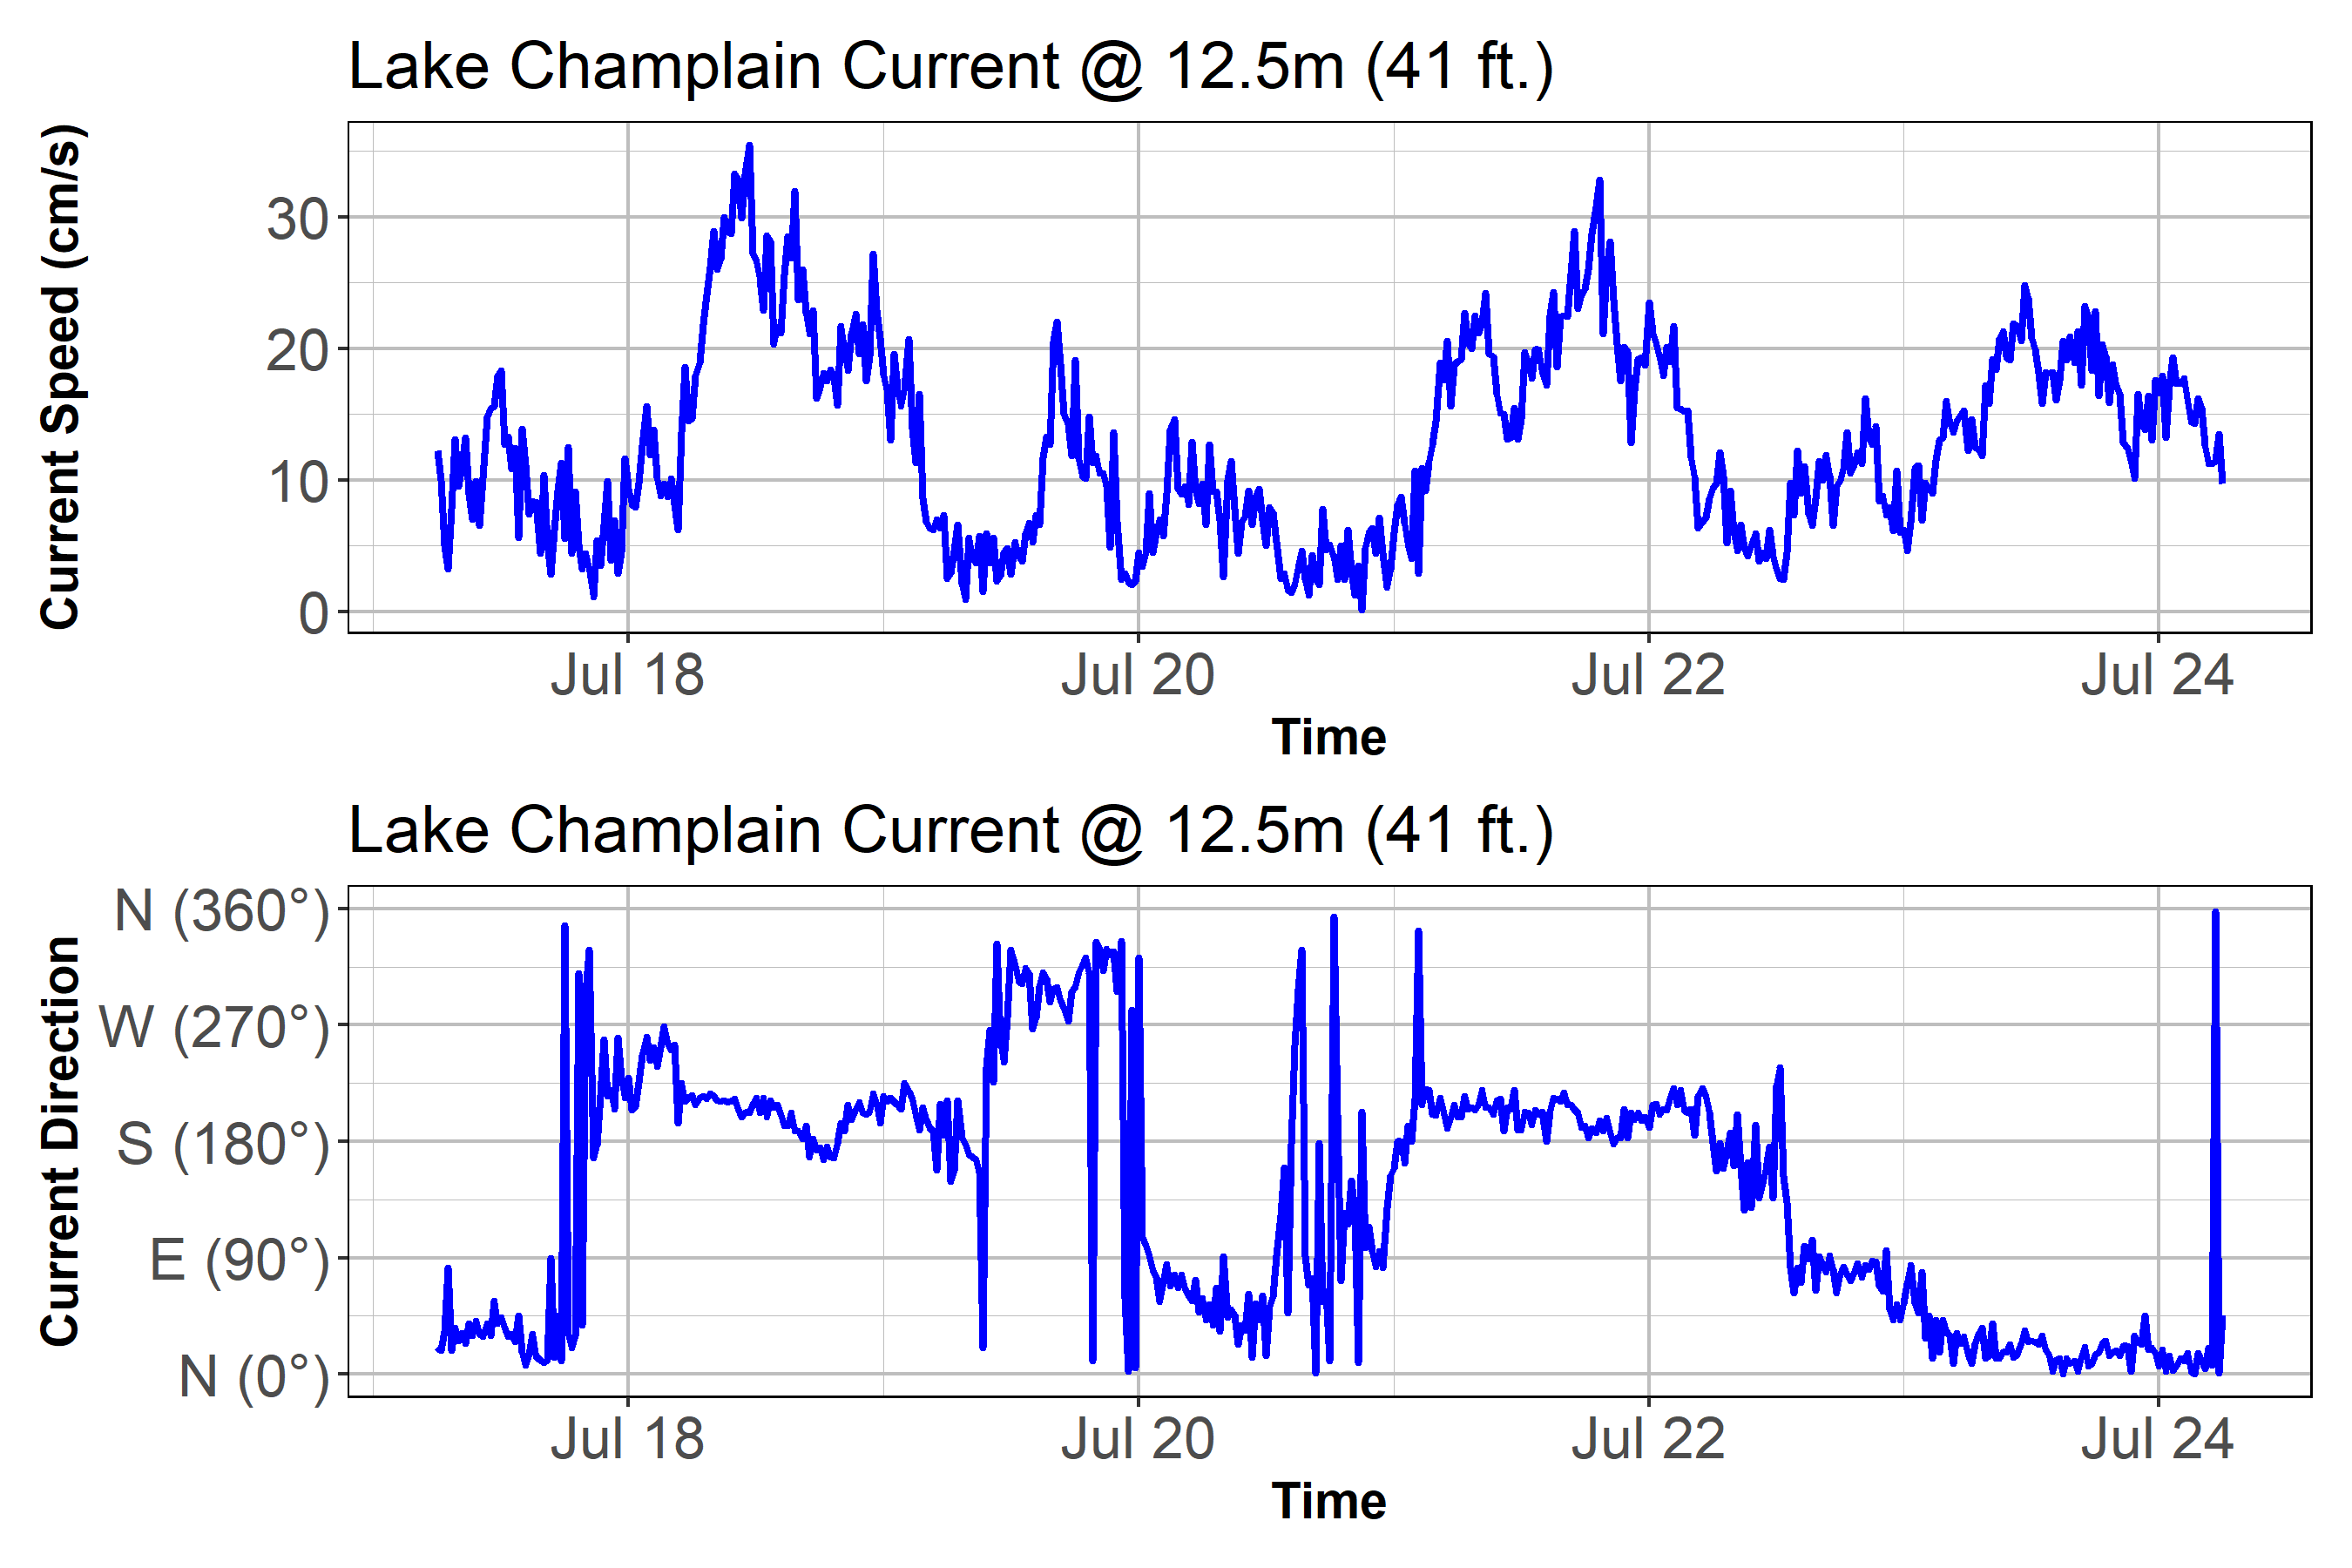 Lake Champlain Current @ 12.5m (41 ft.)
Current Speed (cm/s)
30
20
10
0
Jul 18 Jul 20 Jul 22 Jul 24
Time
Lake Champlain Current @ 12.5m (41 ft.)
Current Direction
N (360°)
W (270°)
S (180°)
E (90°)
N (0°)
Jul 18 Jul 20 Jul 22 Jul 24
Time